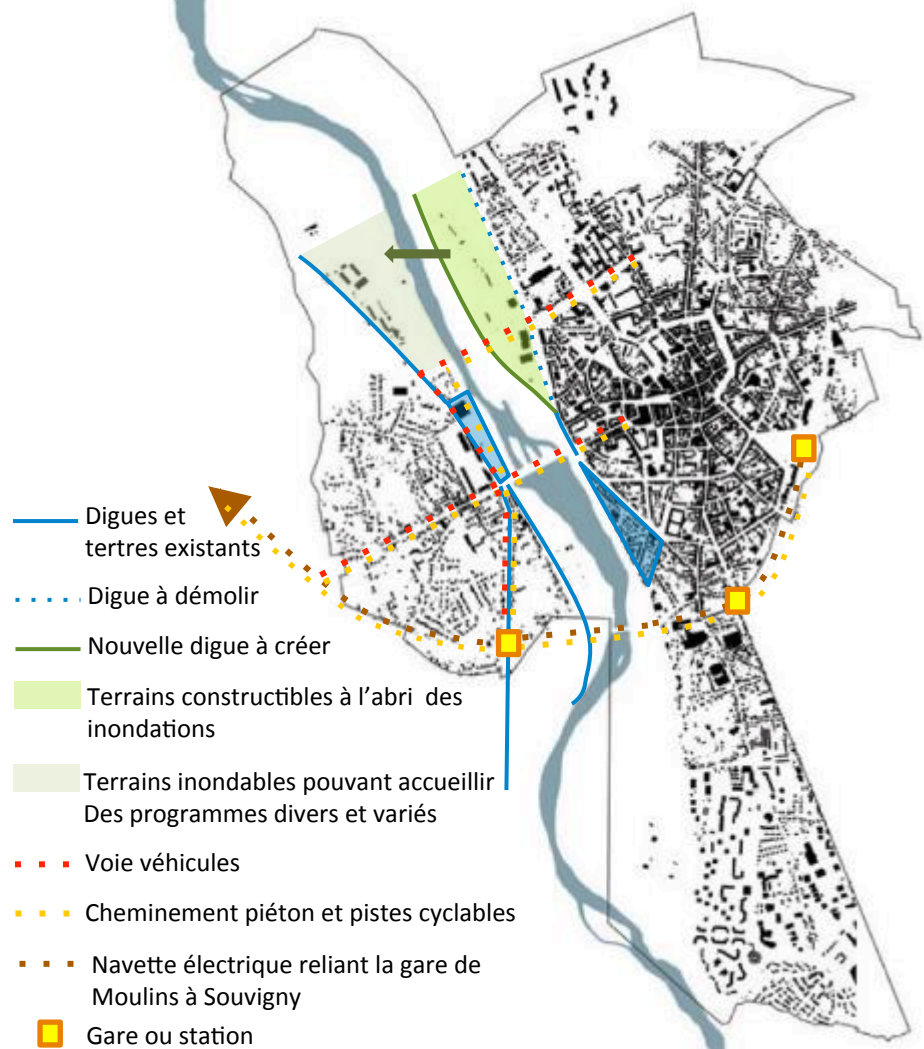 Digues et
tertres existants
Digue à démolir
Nouvelle digue à créer
Terrains constructibles à l’abri des
inondations
Terrains inondables pouvant accueillir
Des programmes divers et variés
Voie véhicules
Cheminement piéton et pistes cyclables
Navette électrique reliant la gare de
Moulins à Souvigny
Gare ou station